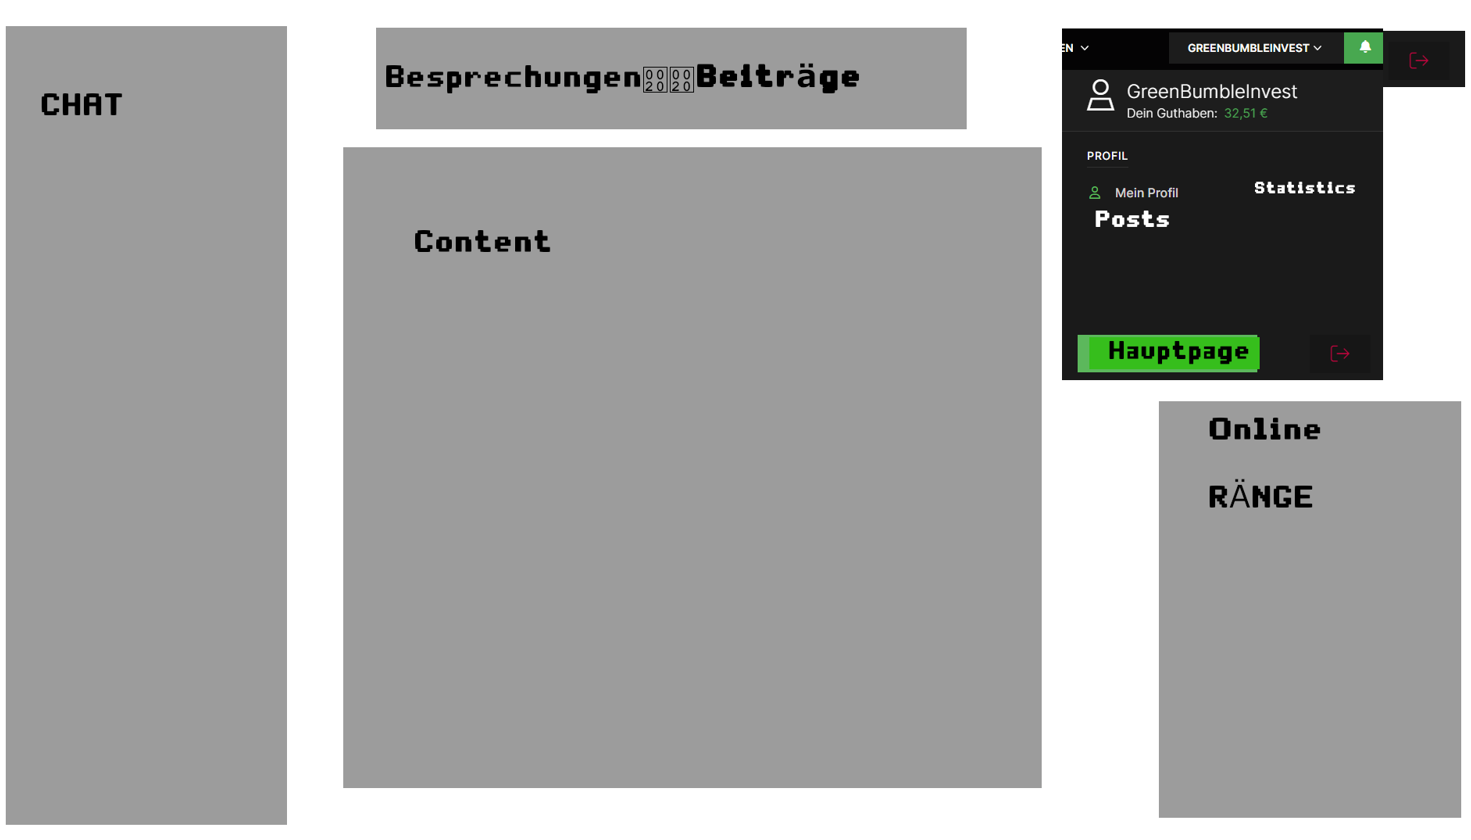 CHAT
Besprechungen Beiträge
Content
EN
GREENBUMBLEINVEST
GreenBumbleInvest
Dein Guthaben: 32,51 €
PROFIL
Mein Profil
Statistics
Posts
Hauptpage
Online
RÄNGE